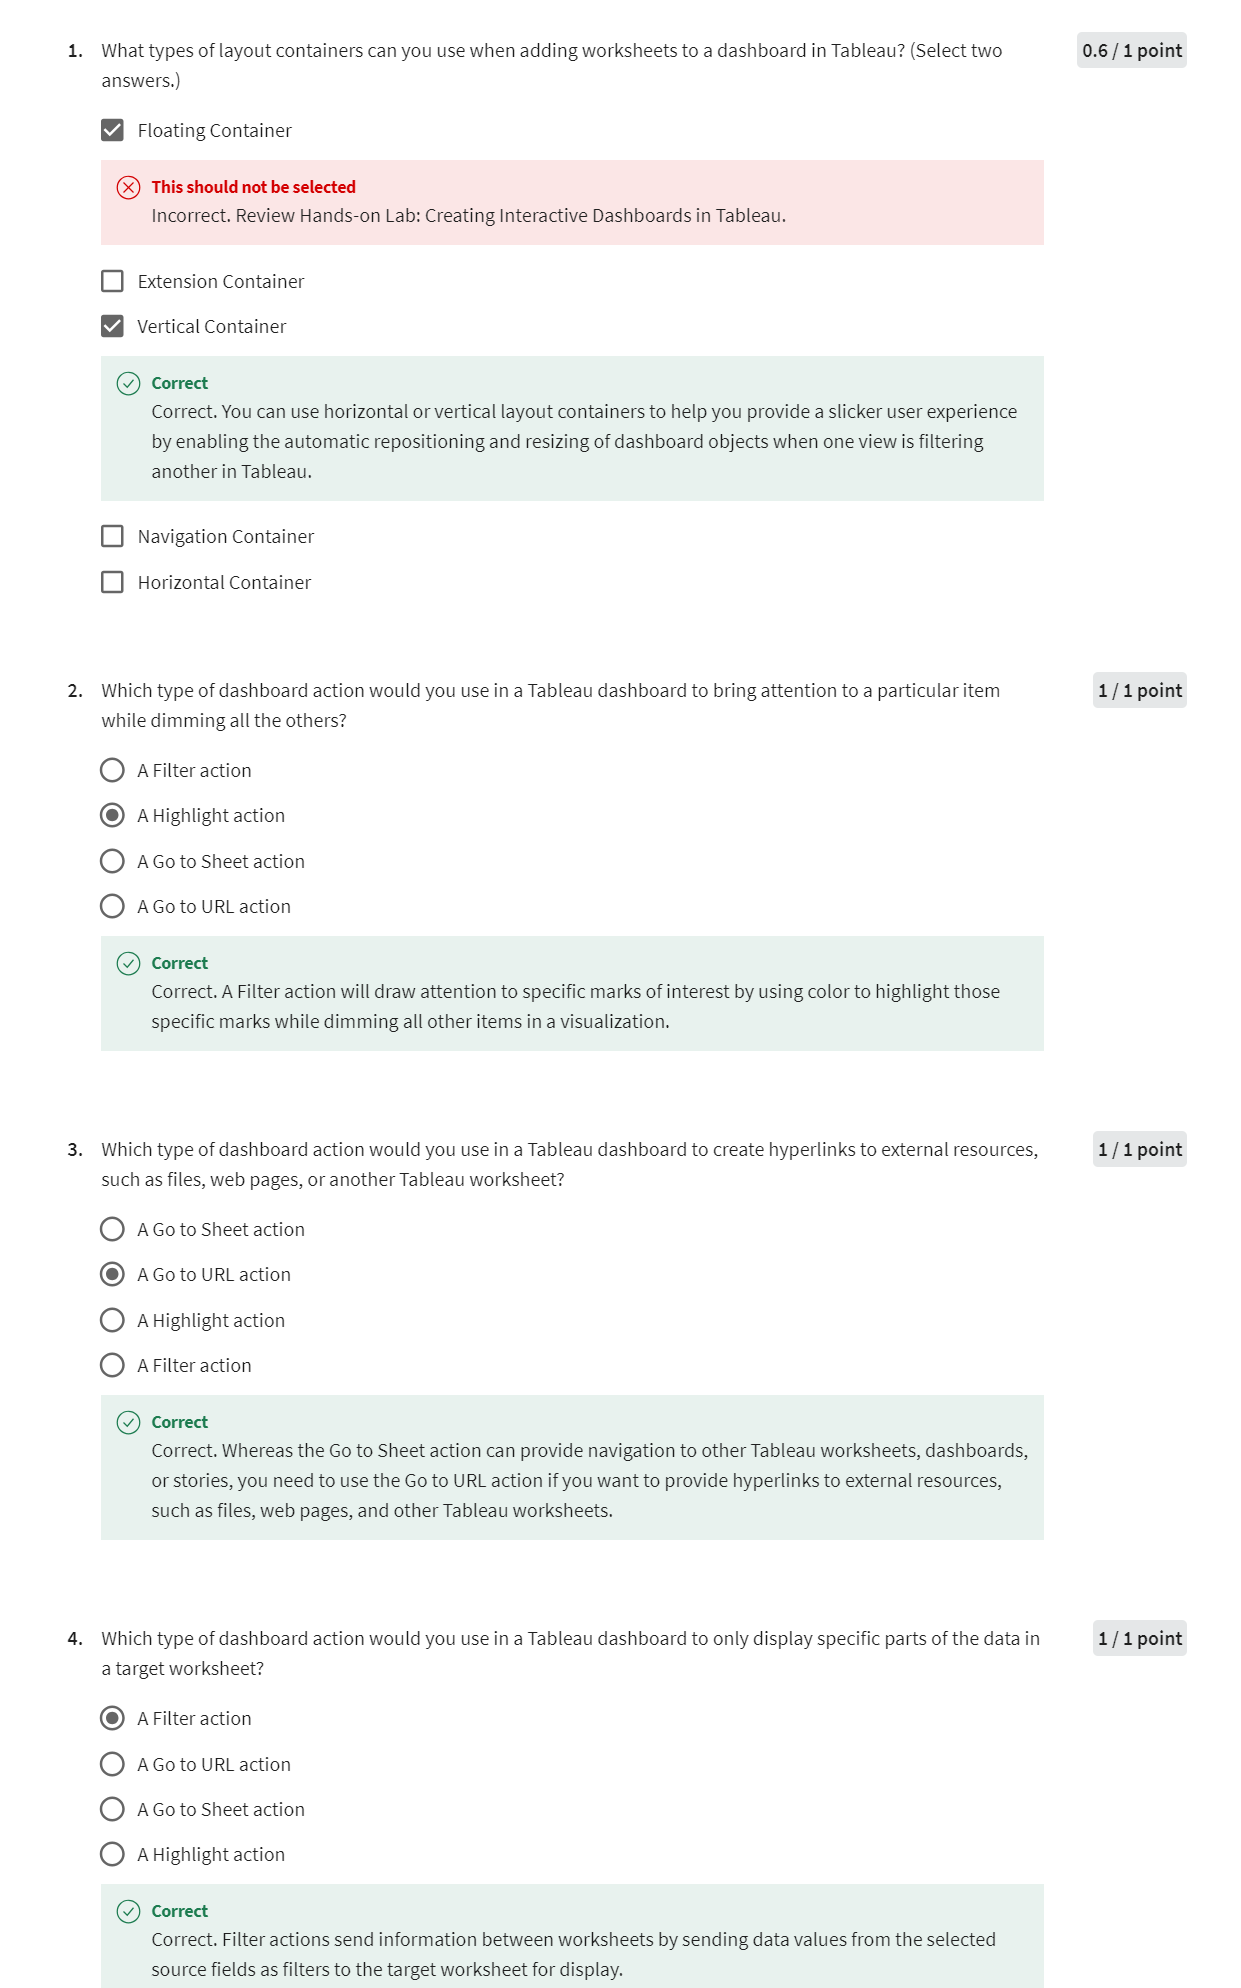 1. What types of layout containers can you use when adding worksheets to a dashboard in Tableau? (Select two
answers.)
0.6 / 1 point
Floating Container
This should not be selected
Incorrect. Review Hands-on Lab: Creating Interactive Dashboards in Tableau.
Extension Container
Vertical Container
Correct
Correct. You can use horizontal or vertical layout containers to help you provide a slicker user experience
by enabling the automatic repositioning and resizing of dashboard objects when one view is filtering
another in Tableau.
Navigation Container
Horizontal Container
2. Which type of dashboard action would you use in a Tableau dashboard to bring attention to a particular item
while dimming all the others?
1 / 1 point
A Filter action
A Highlight action
A Go to Sheet action
A Go to URL action
Correct
Correct. A Filter action will draw attention to specific marks of interest by using color to highlight those
specific marks while dimming all other items in a visualization.
3. Which type of dashboard action would you use in a Tableau dashboard to create hyperlinks to external resources,
such as files, web pages, or another Tableau worksheet?
1 / 1 point
A Go to Sheet action
A Go to URL action
A Highlight action
A Filter action
Correct
Correct. Whereas the Go to Sheet action can provide navigation to other Tableau worksheets, dashboards,
or stories, you need to use the Go to URL action if you want to provide hyperlinks to external resources,
such as files, web pages, and other Tableau worksheets.
4. Which type of dashboard action would you use in a Tableau dashboard to only display specific parts of the data in
a target worksheet?
1 / 1 point
A Filter action
A Go to URL action
A Go to Sheet action
A Highlight action
Correct
Correct. Filter actions send information between worksheets by sending data values from the selected
source fields as filters to the target worksheet for display.